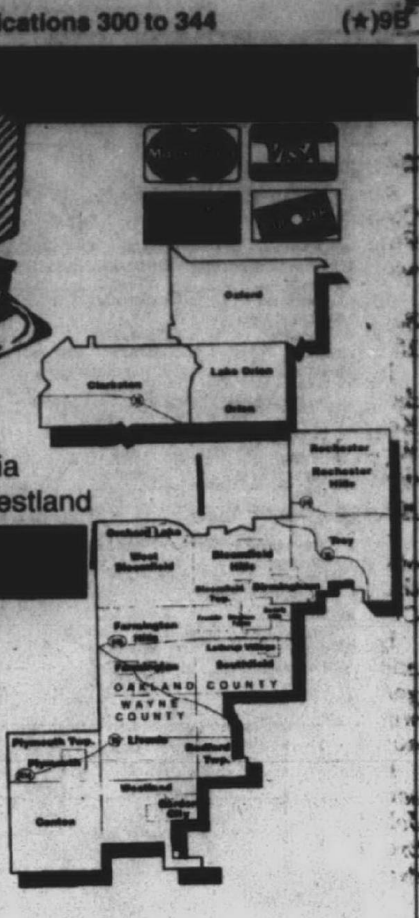 ications 300 to 344 (★)9B
MasterCard
VISA
Oxford
Clarkston
Lake Orion
Orion
ia
estland
Rochester
Rochester
Hills
Troy
Orchard Lake
West
Bloomfield
Bloomfield
Hills
Bloomfield
Twp.
Birmingham
Farmington
Hills
Lathrup Village
Southfield
Farmington
OAKLAND COUNTY
WAYNE
COUNTY
Plymouth Twp.
Plymouth
Livonia
Redford
Twp.
Westland
Garden
City
Canton